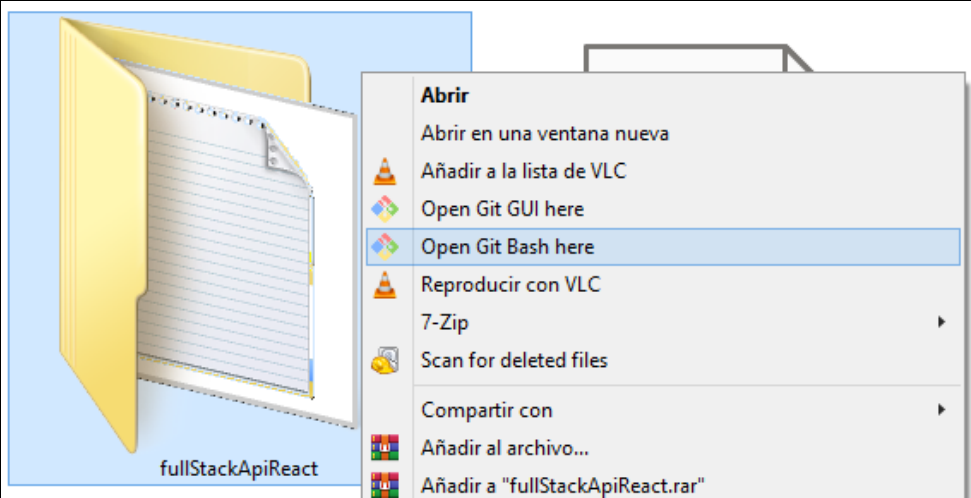 Abrir
Abrir en una ventana nueva
Añadir a la lista de VLC
Open Git GUI here
Open Git Bash here
Reproducir con VLC
7-Zip
Scan for deleted files
Compartir con
Añadir al archivo...
Añadir a "fullStackApiReact.rar"
fullStackApiReact